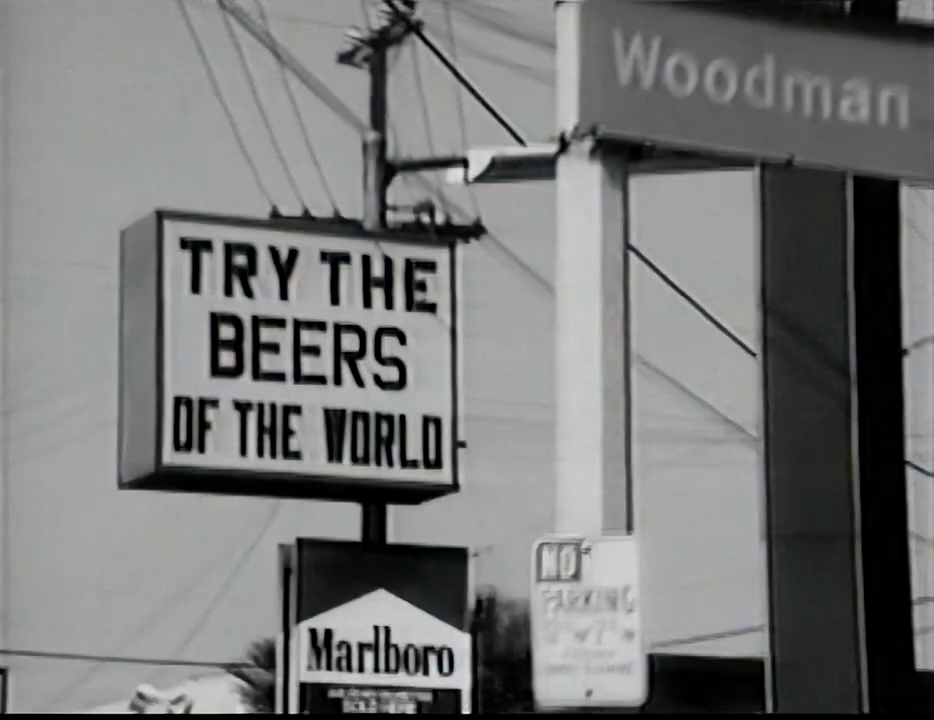 Woodman
TRY THE
BEERS
OF THE WORLD
NO
PARKING
Marlboro